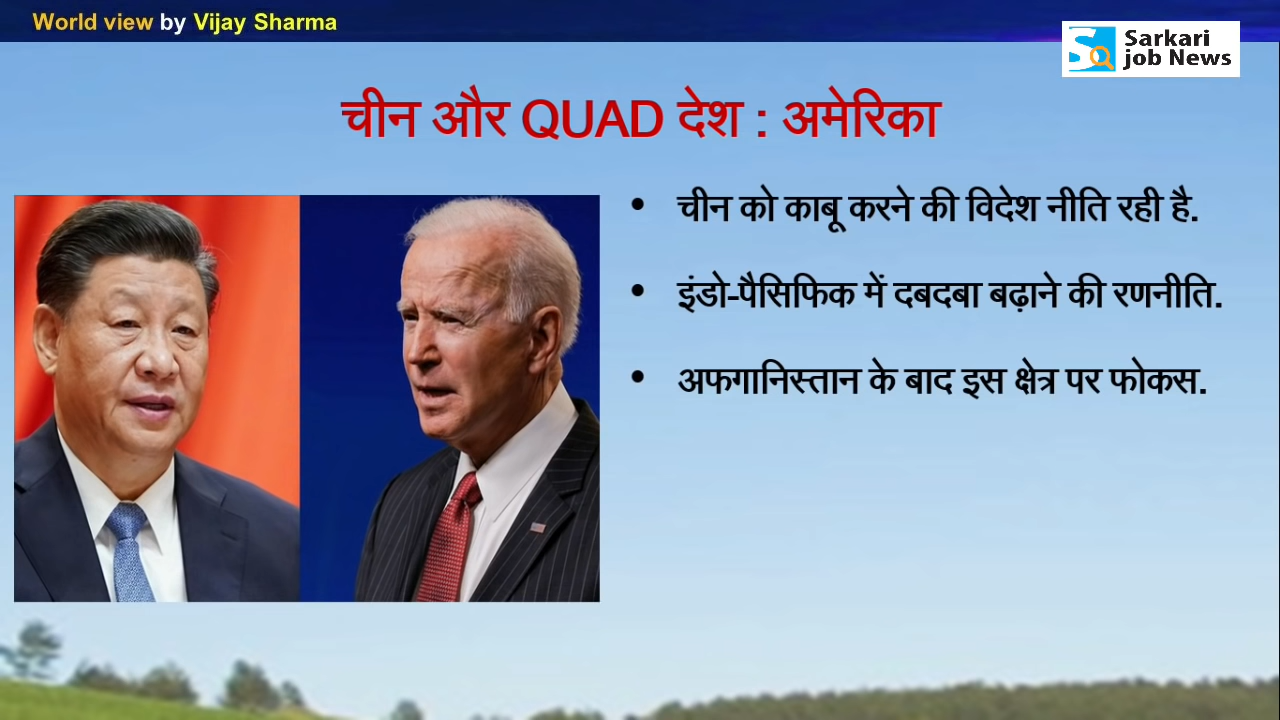 World view by Vijay Sharma
Sarkari
job News
चीन और QUAD देश : अमेरिका
• चीन को काबू करने की विदेश नीति रही है.
• इंडो-पैसिफिक में दबदबा बढ़ाने की रणनीति.
• अफगानिस्तान के बाद इस क्षेत्र पर फोकस.